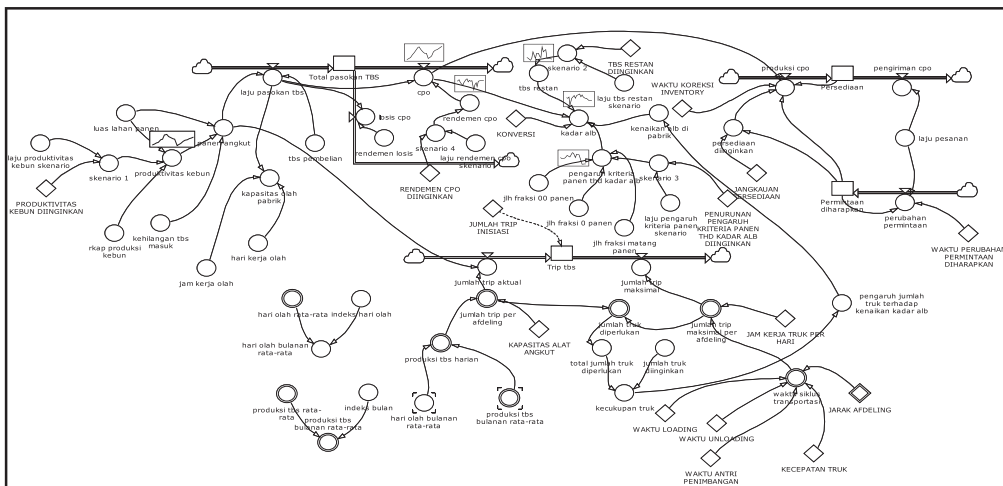 skenario 2
TBS RESTAN
DIINGINKAN
produksi cpo
pengiriman cpo
Total pasokan TBS
laju pasokan tbs
cpo
tbs restan
laju tbs restan
skenario
WAKTU KOREKSI
INVENTORY
Persediaan
luas lahan panen
panen angkut
losis cpo
rendemen cpo
KONVERSI
kadar alb
kenaikan alb di
pabrik
persediaan
diinginkan
laju pesanan
laju produktivitas
kebun skenario
skenario 1
produktivitas kebun
tbs pembelian
rendemen losis
skenario 4
laju rendemen cpo
skenario
pengaruh kriteria
panen thd kadar alb
skenario 3
PRODUKTIVITAS
KEBUN DIINGINKAN
kapasitas olah
pabrik
RENDEMEN CPO
DIINGINKAN
jlh fraksi 00 panen
JANGKAUAN
PERSEDIAAN
Permintaan
diharapkan
rkap produksi
kebun
kehilangan tbs
masuk
hari kerja olah
JUMLAH TRIP
INISIASI
jlh fraksi 0 panen
jlh fraksi matang
panen
laju pengaruh
kriteria panen
skenario
PENURUNAN
PENGARUH
KRITERIA PANEN
THD KADAR ALB
DIINGINKAN
perubahan
permintaan
WAKTU PERUBAHAN
PERMINTAAN
DIHARAPKAN
jam kerja olah
Trip tbs
jumlah trip aktual
jumlah trip
maksimal
hari olah rata-rata
indeks hari olah
jumlah trip per
afdeling
jumlah truk
diperlukan
jumlah trip
maksimal per
afdeling
pengaruh jumlah
truk terhadap
kenaikan kadar alb
hari olah bulanan
rata-rata
KAPASITAS ALAT
ANGKUT
JAM KERJA TRUK PER
HARI
produksi tbs harian
total jumlah truk
diperlukan
jumlah truk
diinginkan
produksi tbs rata-
rata
indeks bulan
produksi tbs
bulanan rata-rata
hari olah bulanan
rata-rata
produksi tbs
bulanan rata-rata
kecukupan truk
waktu siklus
transportasi
JARAK AFDELING
WAKTU LOADING
WAKTU UNLOADING
WAKTU ANTRI
PENIMBANGAN
KECEPATAN TRUK